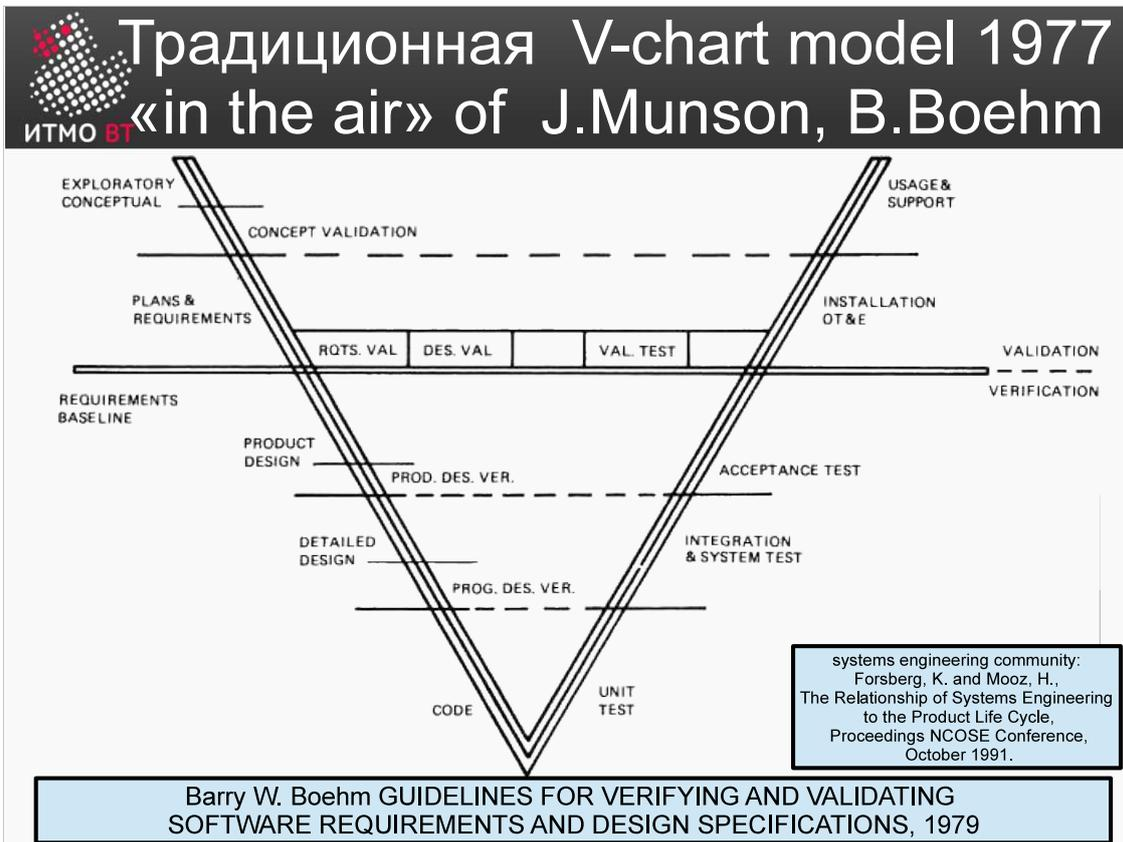 Традиционная V-chart model 1977
«in the air» of J.Munson, B.Boehm
ИТМО ВТ
EXPLORATORY
CONCEPTUAL
USAGE &
SUPPORT
CONCEPT VALIDATION
PLANS &
REQUIREMENTS
INSTALLATION
OT&E
RQTS. VAL
DES. VAL
VAL. TEST
VALIDATION
VERIFICATION
REQUIREMENTS
BASELINE
PRODUCT
DESIGN
PROD. DES. VER.
ACCEPTANCE TEST
DETAILED
DESIGN
INTEGRATION
& SYSTEM TEST
PROG. DES. VER.
CODE
UNIT
TEST
systems engineering community:
Forsberg, K. and Mooz, H.,
The Relationship of Systems Engineering
to the Product Life Cycle,
Proceedings NCOSE Conference,
October 1991.
Barry W. Boehm GUIDELINES FOR VERIFYING AND VALIDATING
SOFTWARE REQUIREMENTS AND DESIGN SPECIFICATIONS, 1979